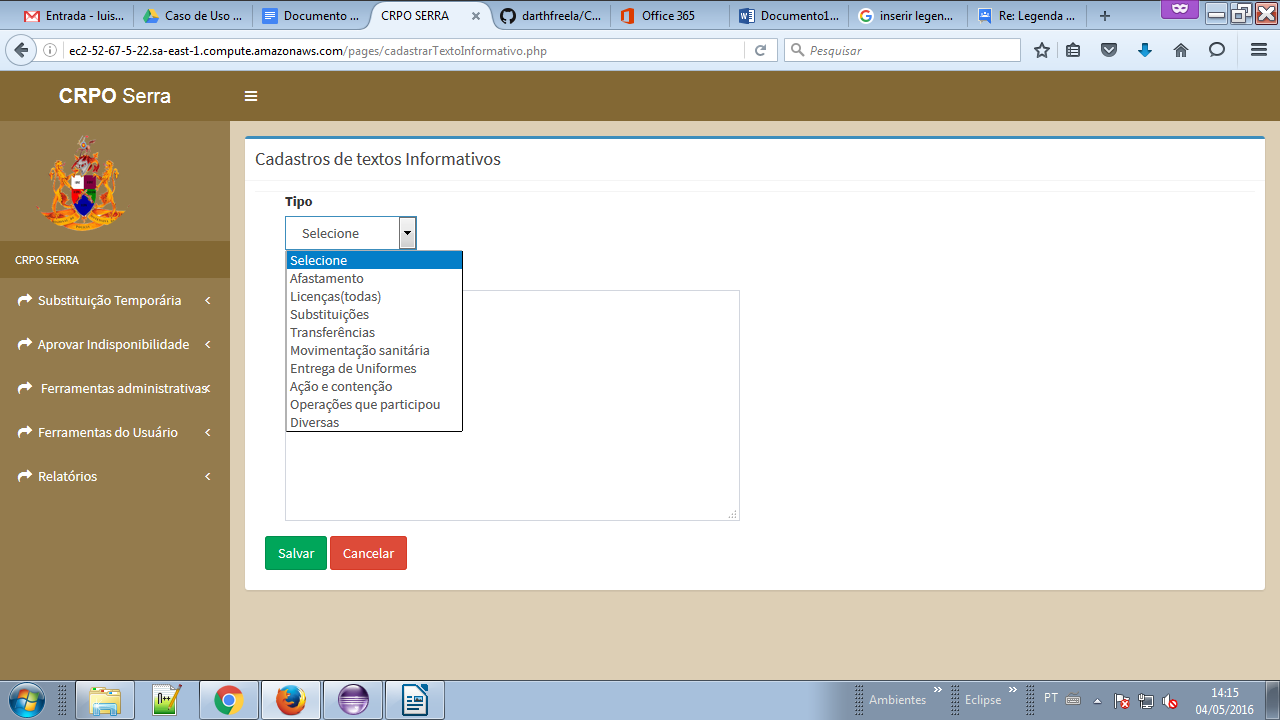 Entrada - luis...
Caso de Uso ...
Documento ...
CRPO SERRA
darthfreela/C...
Office 365
Documento1...
inserir legen...
Re: Legenda ...
ec2-52-67-5-22.sa-east-1.compute.amazonaws.com/pages/cadastrarTextoInformativo.php
Pesquisar
CRPO Serra
CRPO SERRA
Substituição Temporária
Aprovar Indisponibilidade
Ferramentas administrativas
Ferramentas do Usuário
Relatórios
Cadastros de textos Informativos
Tipo
Selecione
Selecione
Afastamento
Licenças(todas)
Substituições
Transferências
Movimentação sanitária
Entrega de Uniformes
Ação e contenção
Operações que participou
Diversas
Salvar
Cancelar
Ambientes
Eclipse
PT
14:15
04/05/2016